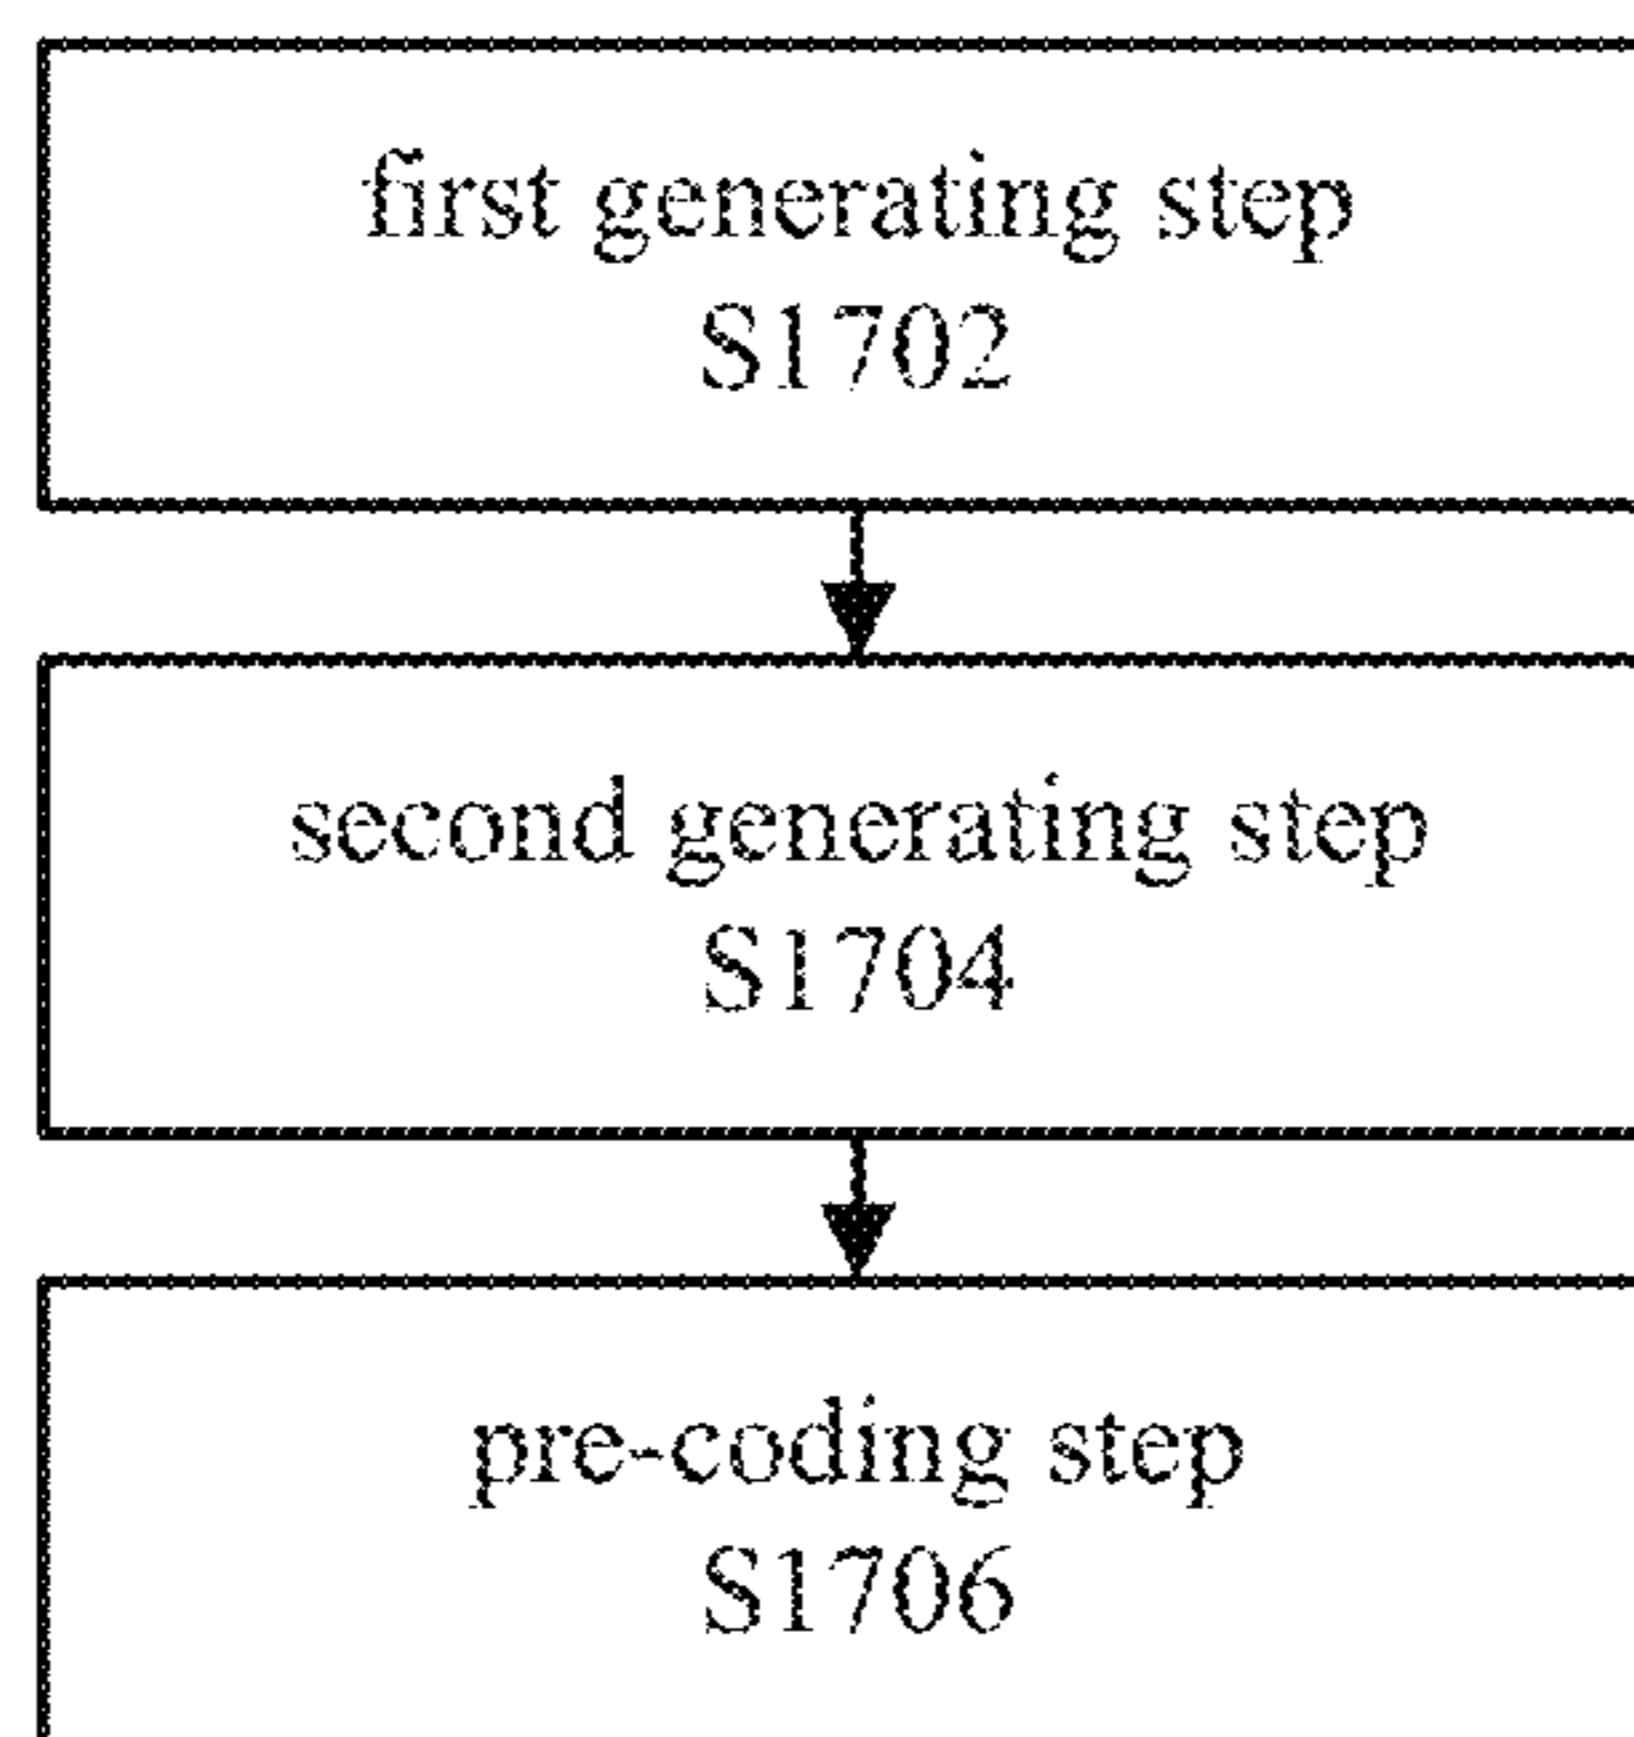 first generating step
S1702
second generating step
S1704
pre-coding step
S1706